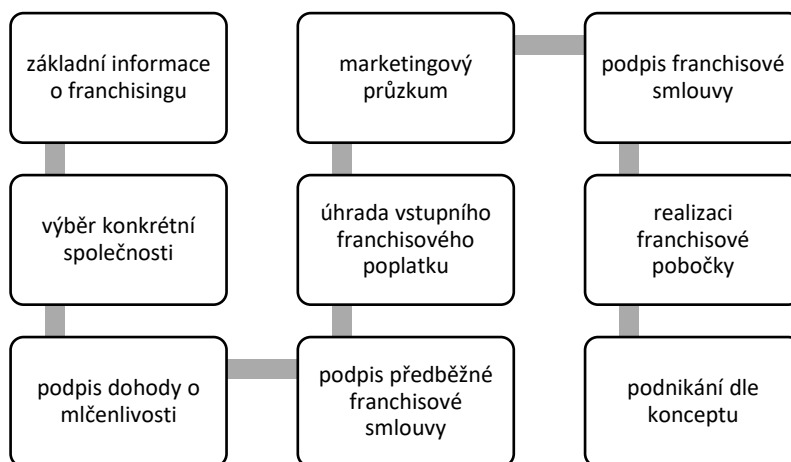 základní informace
o franchisingu
výběr konkrétní
společnosti
podpis dohody o
mlčenlivosti
podpis předběžné
franchisové
smlouvy
úhrada vstupního
franchisového
poplatku
marketingový
průzkum
podpis franchisové
smlouvy
realizaci
franchisové
pobočky
podnikání dle
konceptu